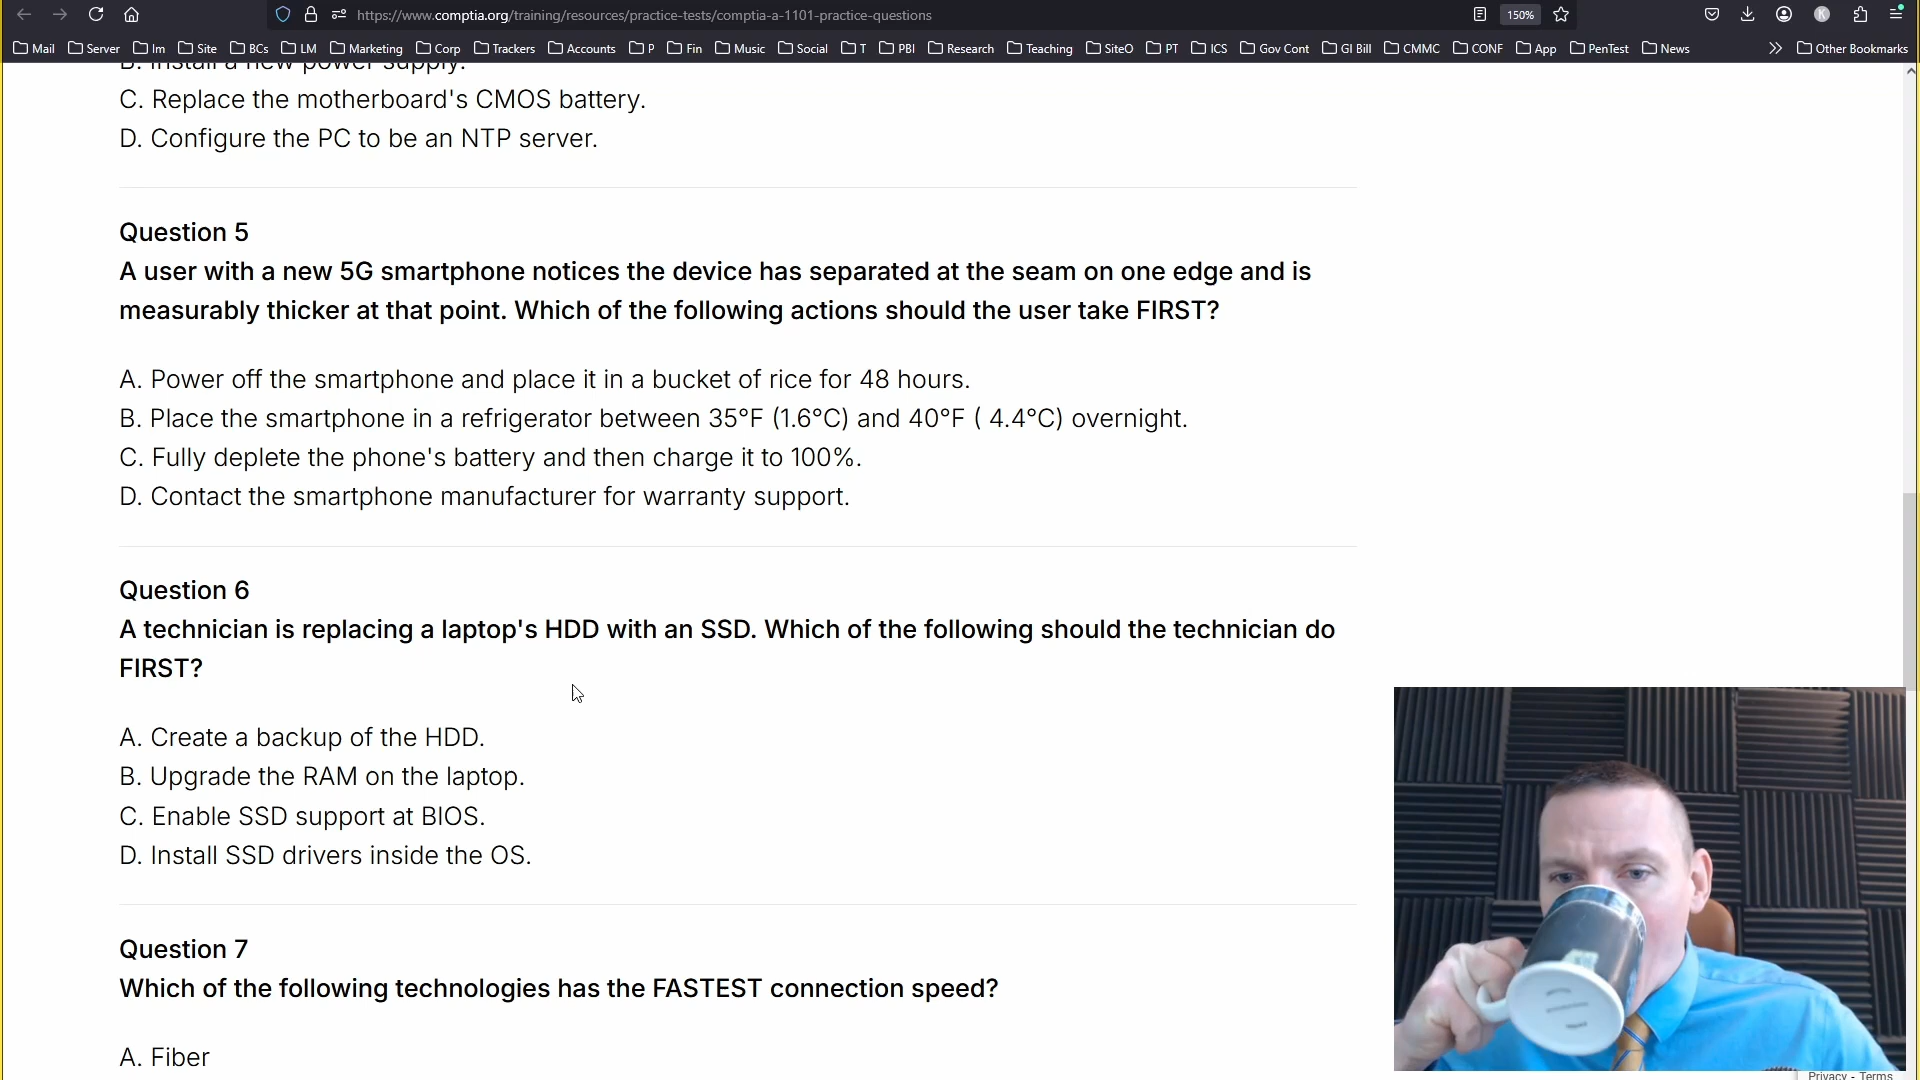 https://www.comptia.org/training/resources/practice-tests/comptia-a-1101-practice-questions
150%
K
Mail Server Im Site BCs LM Marketing Corp Trackers Accounts P Fin Music Social T PBI Research Teaching SiteO PT ICS Gov Cont GI Bill CMMC CONF App PenTest News Other Bookmarks
B. Install a new power supply.
C. Replace the motherboard's CMOS battery.
D. Configure the PC to be an NTP server.
Question 5
A user with a new 5G smartphone notices the device has separated at the seam on one edge and is
measurably thicker at that point. Which of the following actions should the user take FIRST?
A. Power off the smartphone and place it in a bucket of rice for 48 hours.
B. Place the smartphone in a refrigerator between 35°F (1.6°C) and 40°F ( 4.4°C) overnight.
C. Fully deplete the phone's battery and then charge it to 100%.
D. Contact the smartphone manufacturer for warranty support.
Question 6
A technician is replacing a laptop's HDD with an SSD. Which of the following should the technician do
FIRST?
A. Create a backup of the HDD.
B. Upgrade the RAM on the laptop.
C. Enable SSD support at BIOS.
D. Install SSD drivers inside the OS.
Question 7
Which of the following technologies has the FASTEST connection speed?
A. Fiber
Privacy - Terms